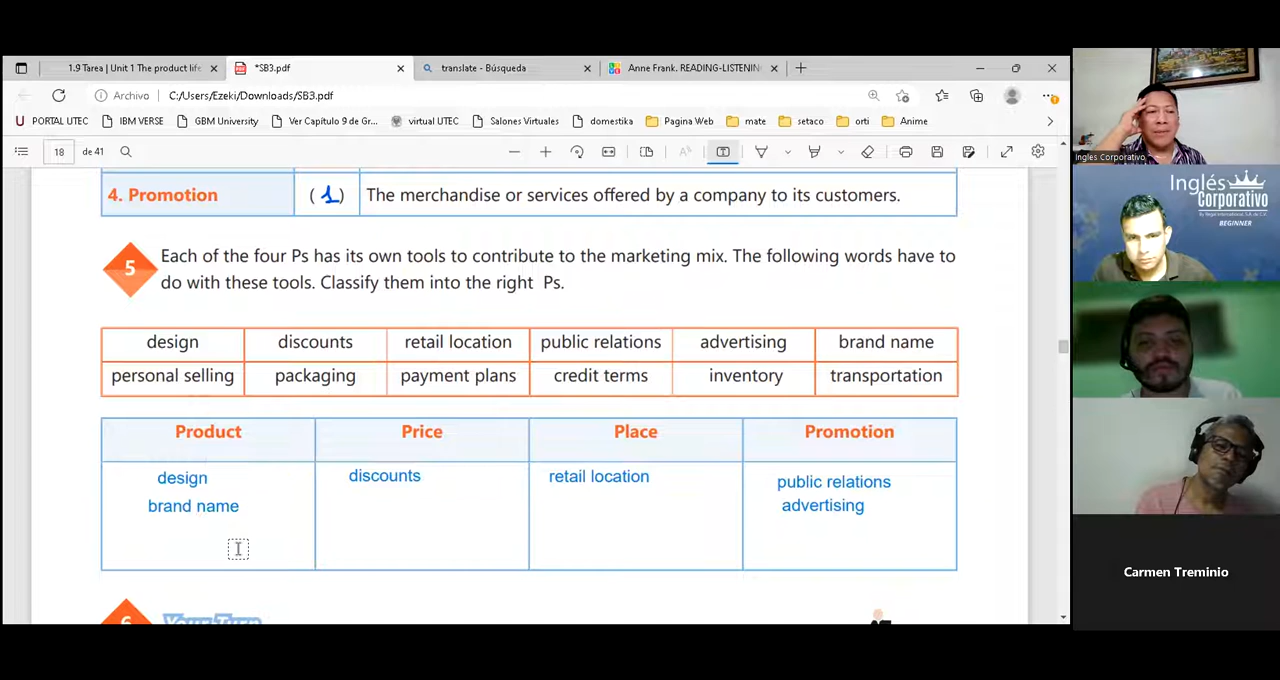 1.9 Tarea | Unit 1 The product life
*SB3.pdf
translate - Búsqueda
Anne Frank. READING-LISTENIN
Archivo
C:/Users/Ezeki/Downloads/SB3.pdf
PORTAL UTEC
IBM VERSE
GBM University
Ver Capítulo 9 de Gr...
virtual
Salones Virtuales
domestika
Pagina Web
mate
setaco
orti
Anime
18 de 41
4. Promotion
( 1 )
The merchandise or services offered by a company to its customers.
5
Each of the four Ps has its own tools to contribute to the marketing mix. The following words have to
do with these tools. Classify them into the right Ps.
design discounts retail location public relations advertising brand name
personal selling packaging payment plans credit terms inventory transportation
Product Price Place Promotion
design discounts retail location public relations
brand name advertising
6 Your Turn
Inglés Corporativo
Inglés
Corporativo
BEGINNER
Carmen Treminio